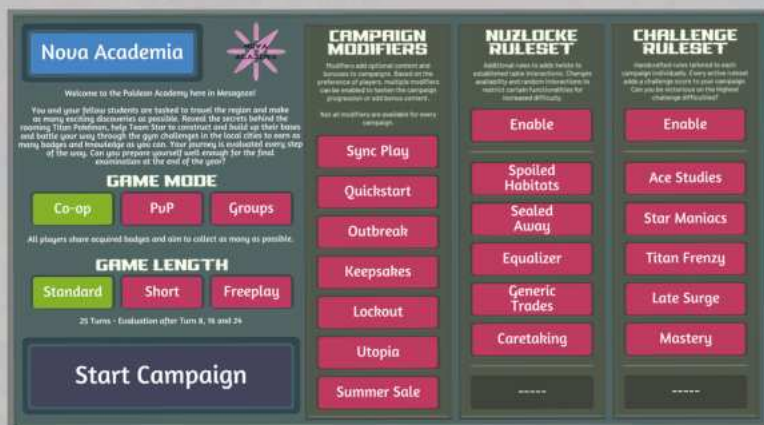 Nova Academia
NOVA
ACADEMIA
Welcome to the Paldean Academy here in Mesagoza!
You and your fellow students are tasked to travel the region and make
as many exciting discoveries as possible. Reveal the secrets behind the
roaming Titan Pokémon, help Team Star to construct and build up their bases
and battle your way through the gym challenges in the local cities to earn as
many badges and knowledge as you can. Your journey is evaluated every step
of the way. Can you prepare yourself well enough for the final
examination at the end of the year?
GAME MODE
Co-op
PvP
Groups
All players share acquired badges and aim to collect as many as possible.
GAME LENGTH
Standard
Short
Freeplay
25 Turns - Evaluation after Turn 8, 16 and 24
Start Campaign
CAMPAIGN
MODIFIERS
Modifiers add optional content and
bonuses to campaigns. Based on the
preference of players, multiple modifiers
can be enabled to hasten the campaign
progression or add bonus content.
Not all modifiers are available for every
campaign.
Sync Play
Quickstart
Outbreak
Keepsakes
Lockout
Utopia
Summer Sale
NUZLOCKE
RULESET
Additional rules to adds twists to
established table interactions. Changes
availability and random interactions to
restrict certain functionalities for
increased difficulty.
Enable
Spoiled
Habitats
Sealed
Away
Equalizer
Generic
Trades
Caretaking
-----
CHALLENGE
RULESET
Handcrafted rules tailored to each
campaign individually. Every active ruleset
adds a challenge score to your campaign.
Can you be victorious on the highest
challenge difficulties?
Enable
Ace Studies
Star Maniacs
Titan Frenzy
Late Surge
Mastery
-----